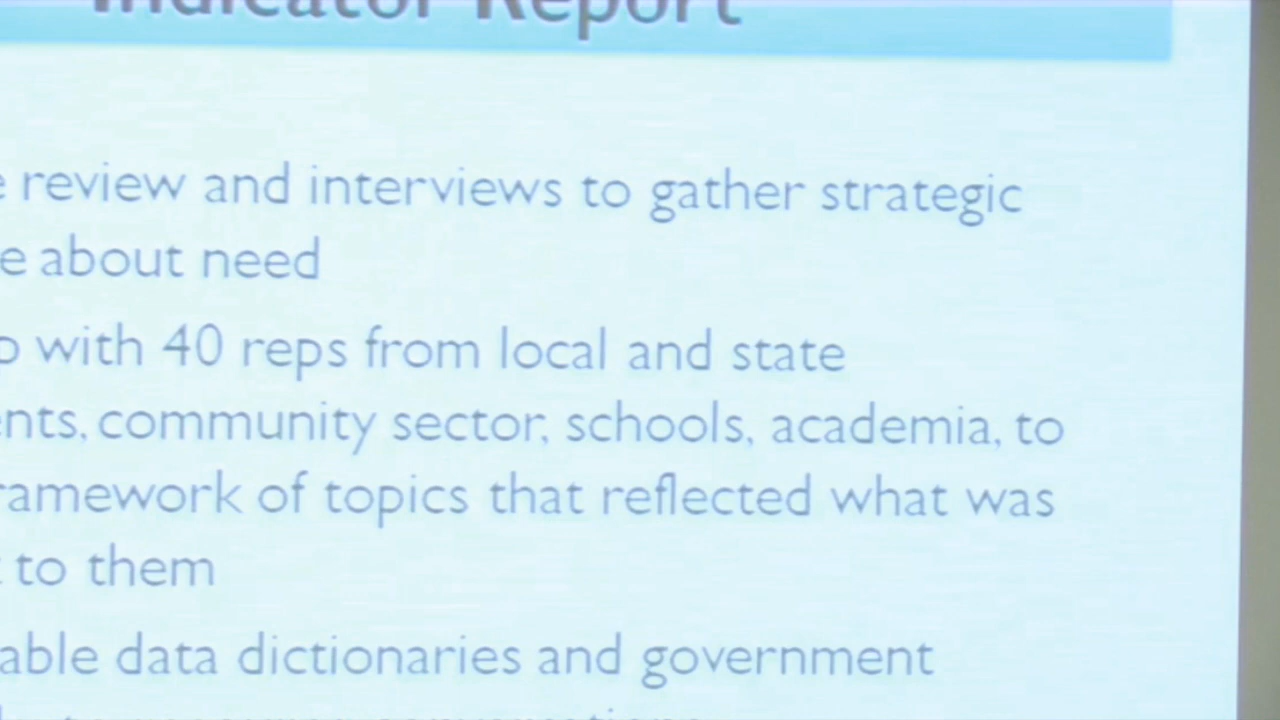 Indicator Report
e review and interviews to gather strategic
e about need
p with 40 reps from local and state
ents, community sector, schools, academia, to
ramework of topics that reflected what was
t to them
able data dictionaries and government